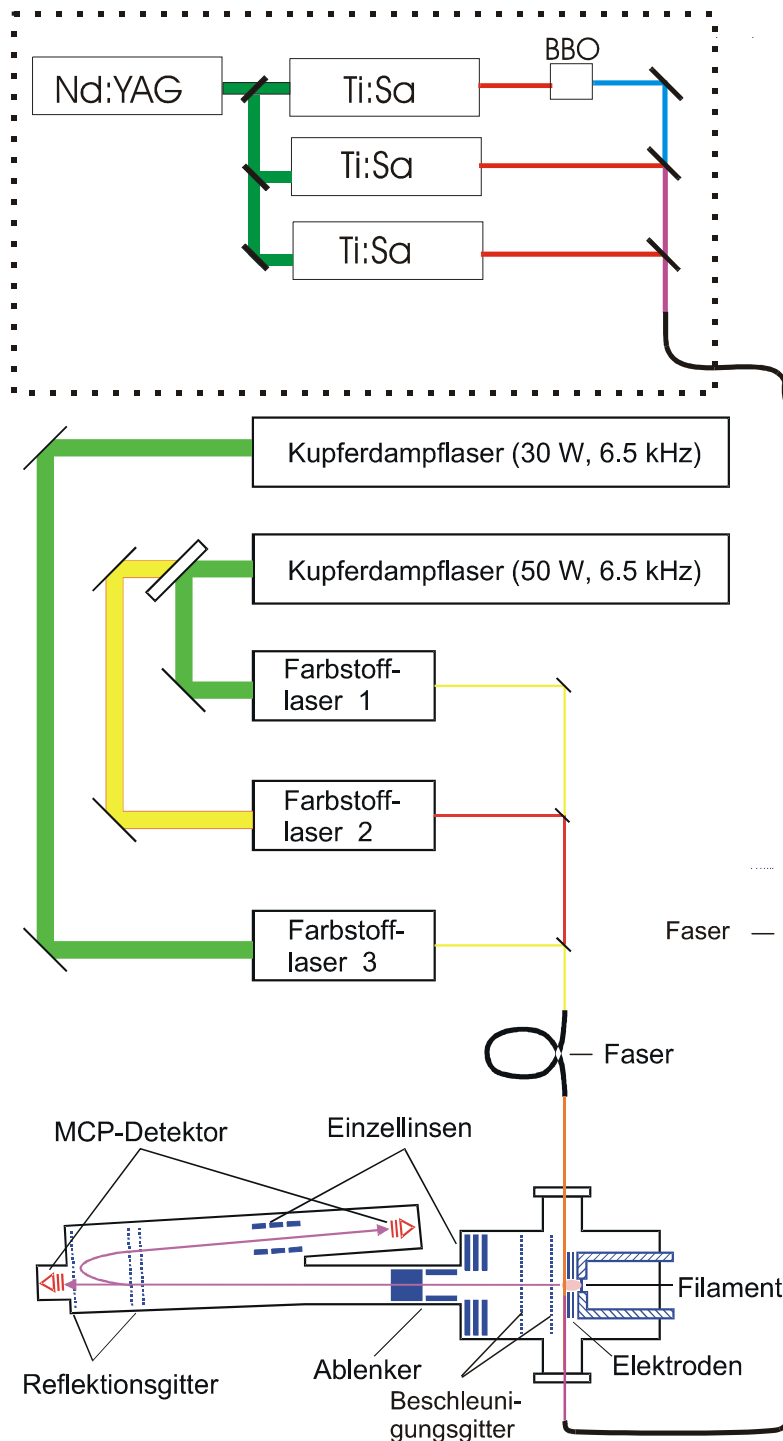 BBO
Nd:YAG
Ti:Sa
Ti:Sa
Ti:Sa
Kupferdampflaser (30 W, 6.5 kHz)
Kupferdampflaser (50 W, 6.5 kHz)
Farbstoff-
laser 1
Farbstoff-
laser 2
Farbstoff-
laser 3
Faser
Faser
MCP-Detektor
Einzellinsen
Filament
Elektroden
Ablenker
Reflektionsgitter
Beschleuni-
gungsgitter